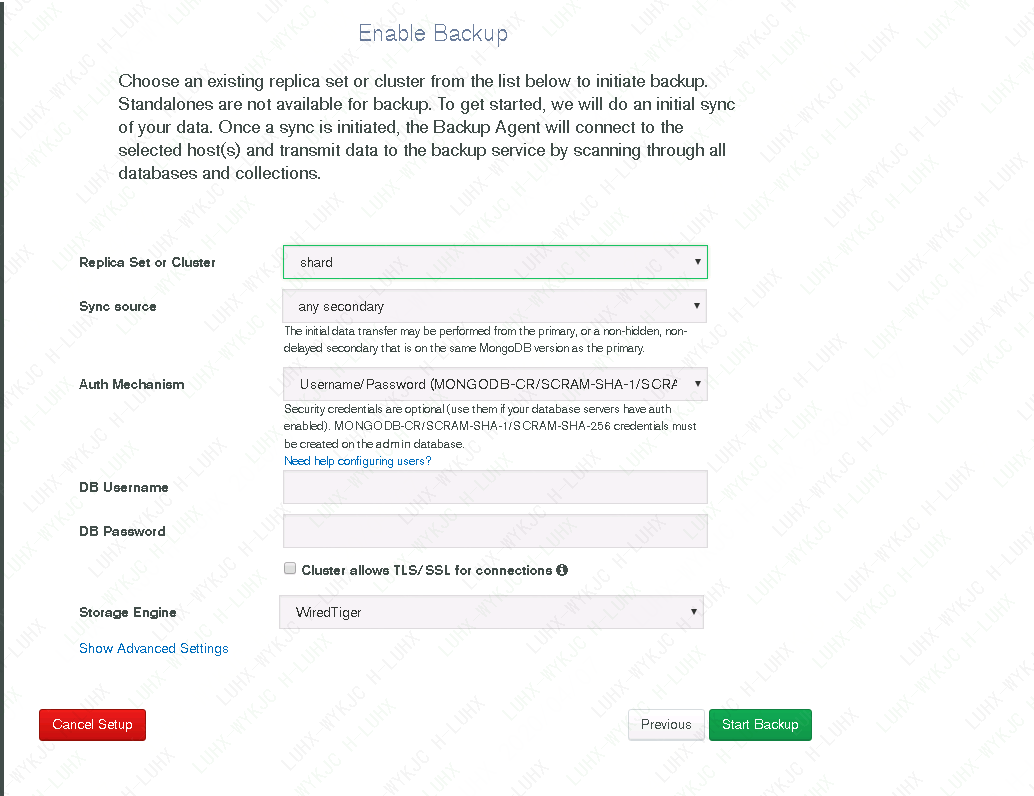 Enable Backup
Choose an existing replica set or cluster from the list below to initiate backup.
Standalones are not available for backup. To get started, we will do an initial sync
of your data. Once a sync is initiated, the Backup Agent will connect to the
selected host(s) and transmit data to the backup service by scanning through all
databases and collections.
Replica Set or Cluster
shard
Sync source
any secondary
The initial data transfer may be performed from the primary, or a non-hidden, non-
delayed secondary that is on the same MongoDB version as the primary.
Auth Mechanism
Username/Password (MONGODB-CR/SCRAM-SHA-1/SCRA
Security credentials are optional (use them if your database servers have auth
enabled). MONGODB-CR/SCRAM-SHA-1/SCRAM-SHA-256 credentials must
be created on the admin database.
Need help configuring users?
DB Username
DB Password
Cluster allows TLS/SSL for connections
Storage Engine
WiredTiger
Show Advanced Settings
Cancel Setup
Previous
Start Backup